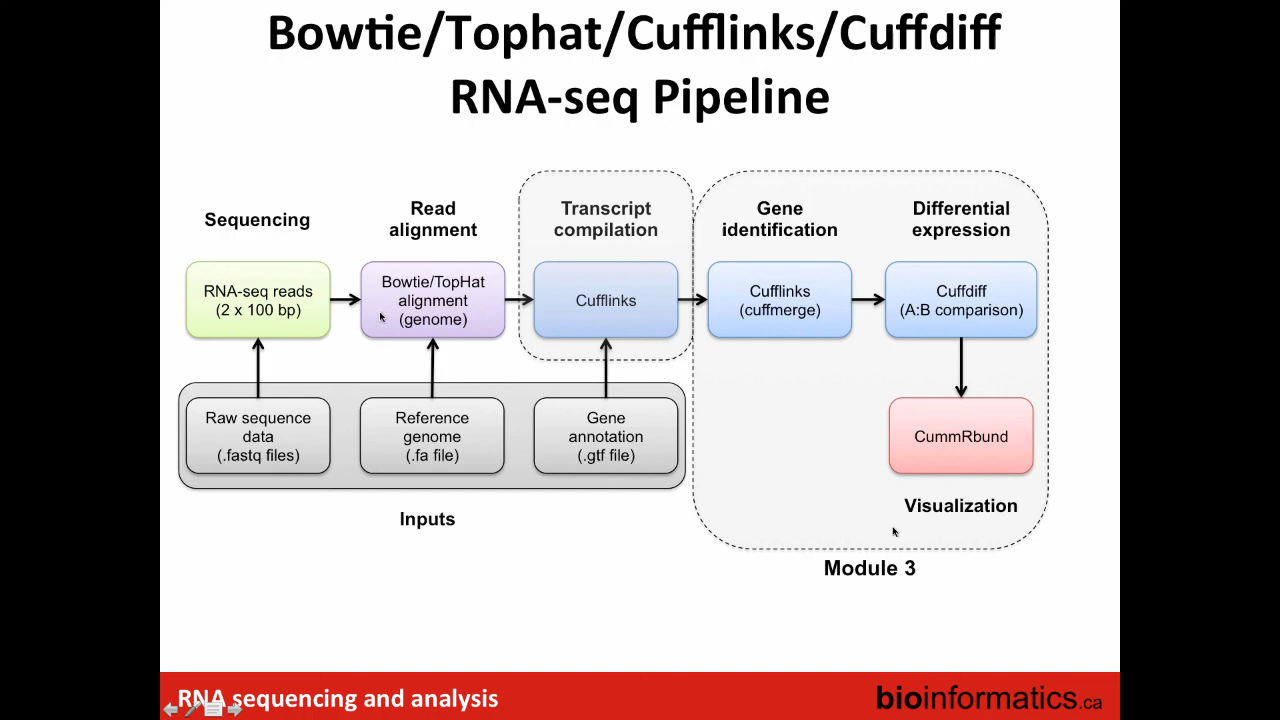 Bowtie/Tophat/Cufflinks/Cuffdiff
RNA-seq Pipeline
Sequencing
Read
alignment
Transcript
compilation
Gene
identification
Differential
expression
RNA-seq reads
(2 x 100 bp)
Bowtie/TopHat
alignment
(genome)
Cufflinks
Cufflinks
(cuffmerge)
Cuffdiff
(A:B comparison)
Raw sequence
data
(.fastq files)
Reference
genome
(.fa file)
Gene
annotation
(.gtf file)
CummRbund
Inputs
Visualization
Module 3
RNA sequencing and analysis
bioinformatics.ca